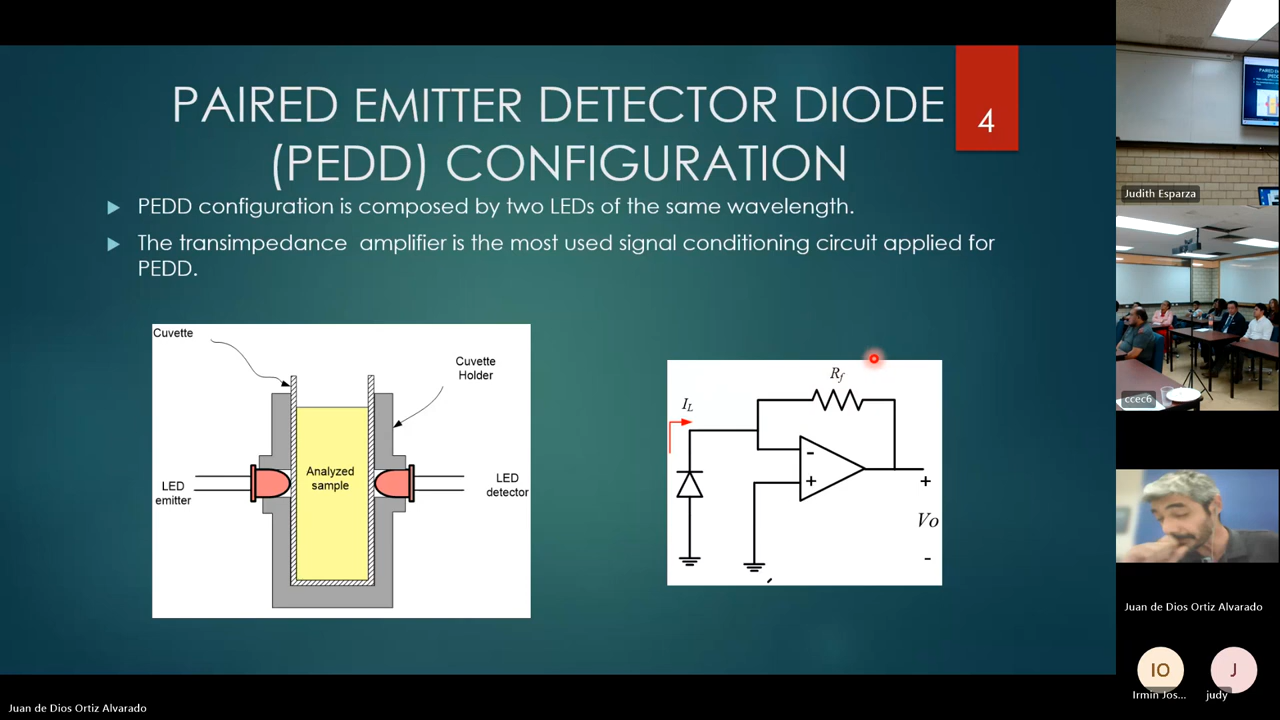 PAIRED EMITTER DETECTOR DIODE
(PEDD) CONFIGURATION
4
PEDD configuration is composed by two LEDs of the same wavelength.
The transimpedance amplifier is the most used signal conditioning circuit applied for
PEDD.
Cuvette
Cuvette
Holder
Analyzed
sample
LED
emitter
LED
detector
IL
Rf
-
+
+
Vo
-
Judith Esparza
ccec6
Juan de Dios Ortiz Alvarado
IO
J
Irmin Jos...
judy
Juan de Dios Ortiz Alvarado